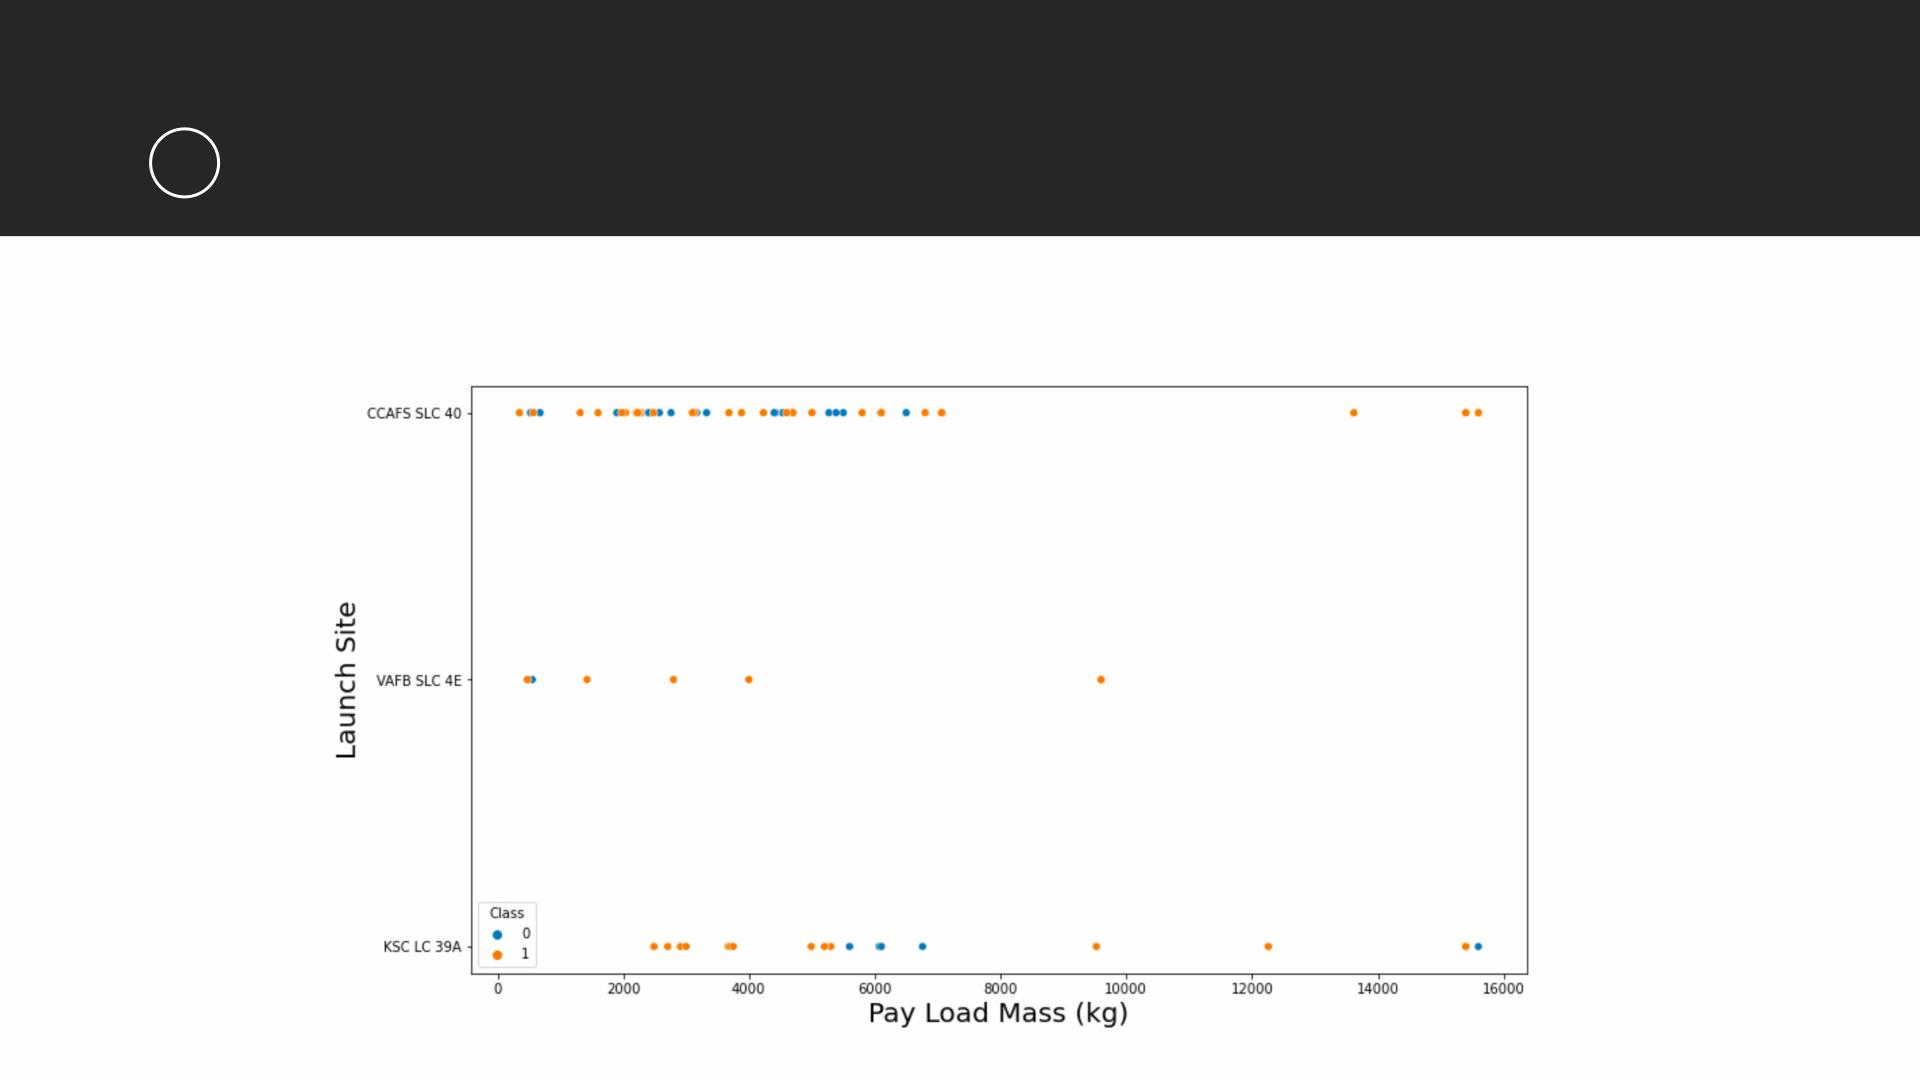 CCAFS SLC 40
VAFB SLC 4E
KSC LC 39A
Launch Site
Class
0
1
0 2000 4000 6000 8000 10000 12000 14000 16000
Pay Load Mass (kg)